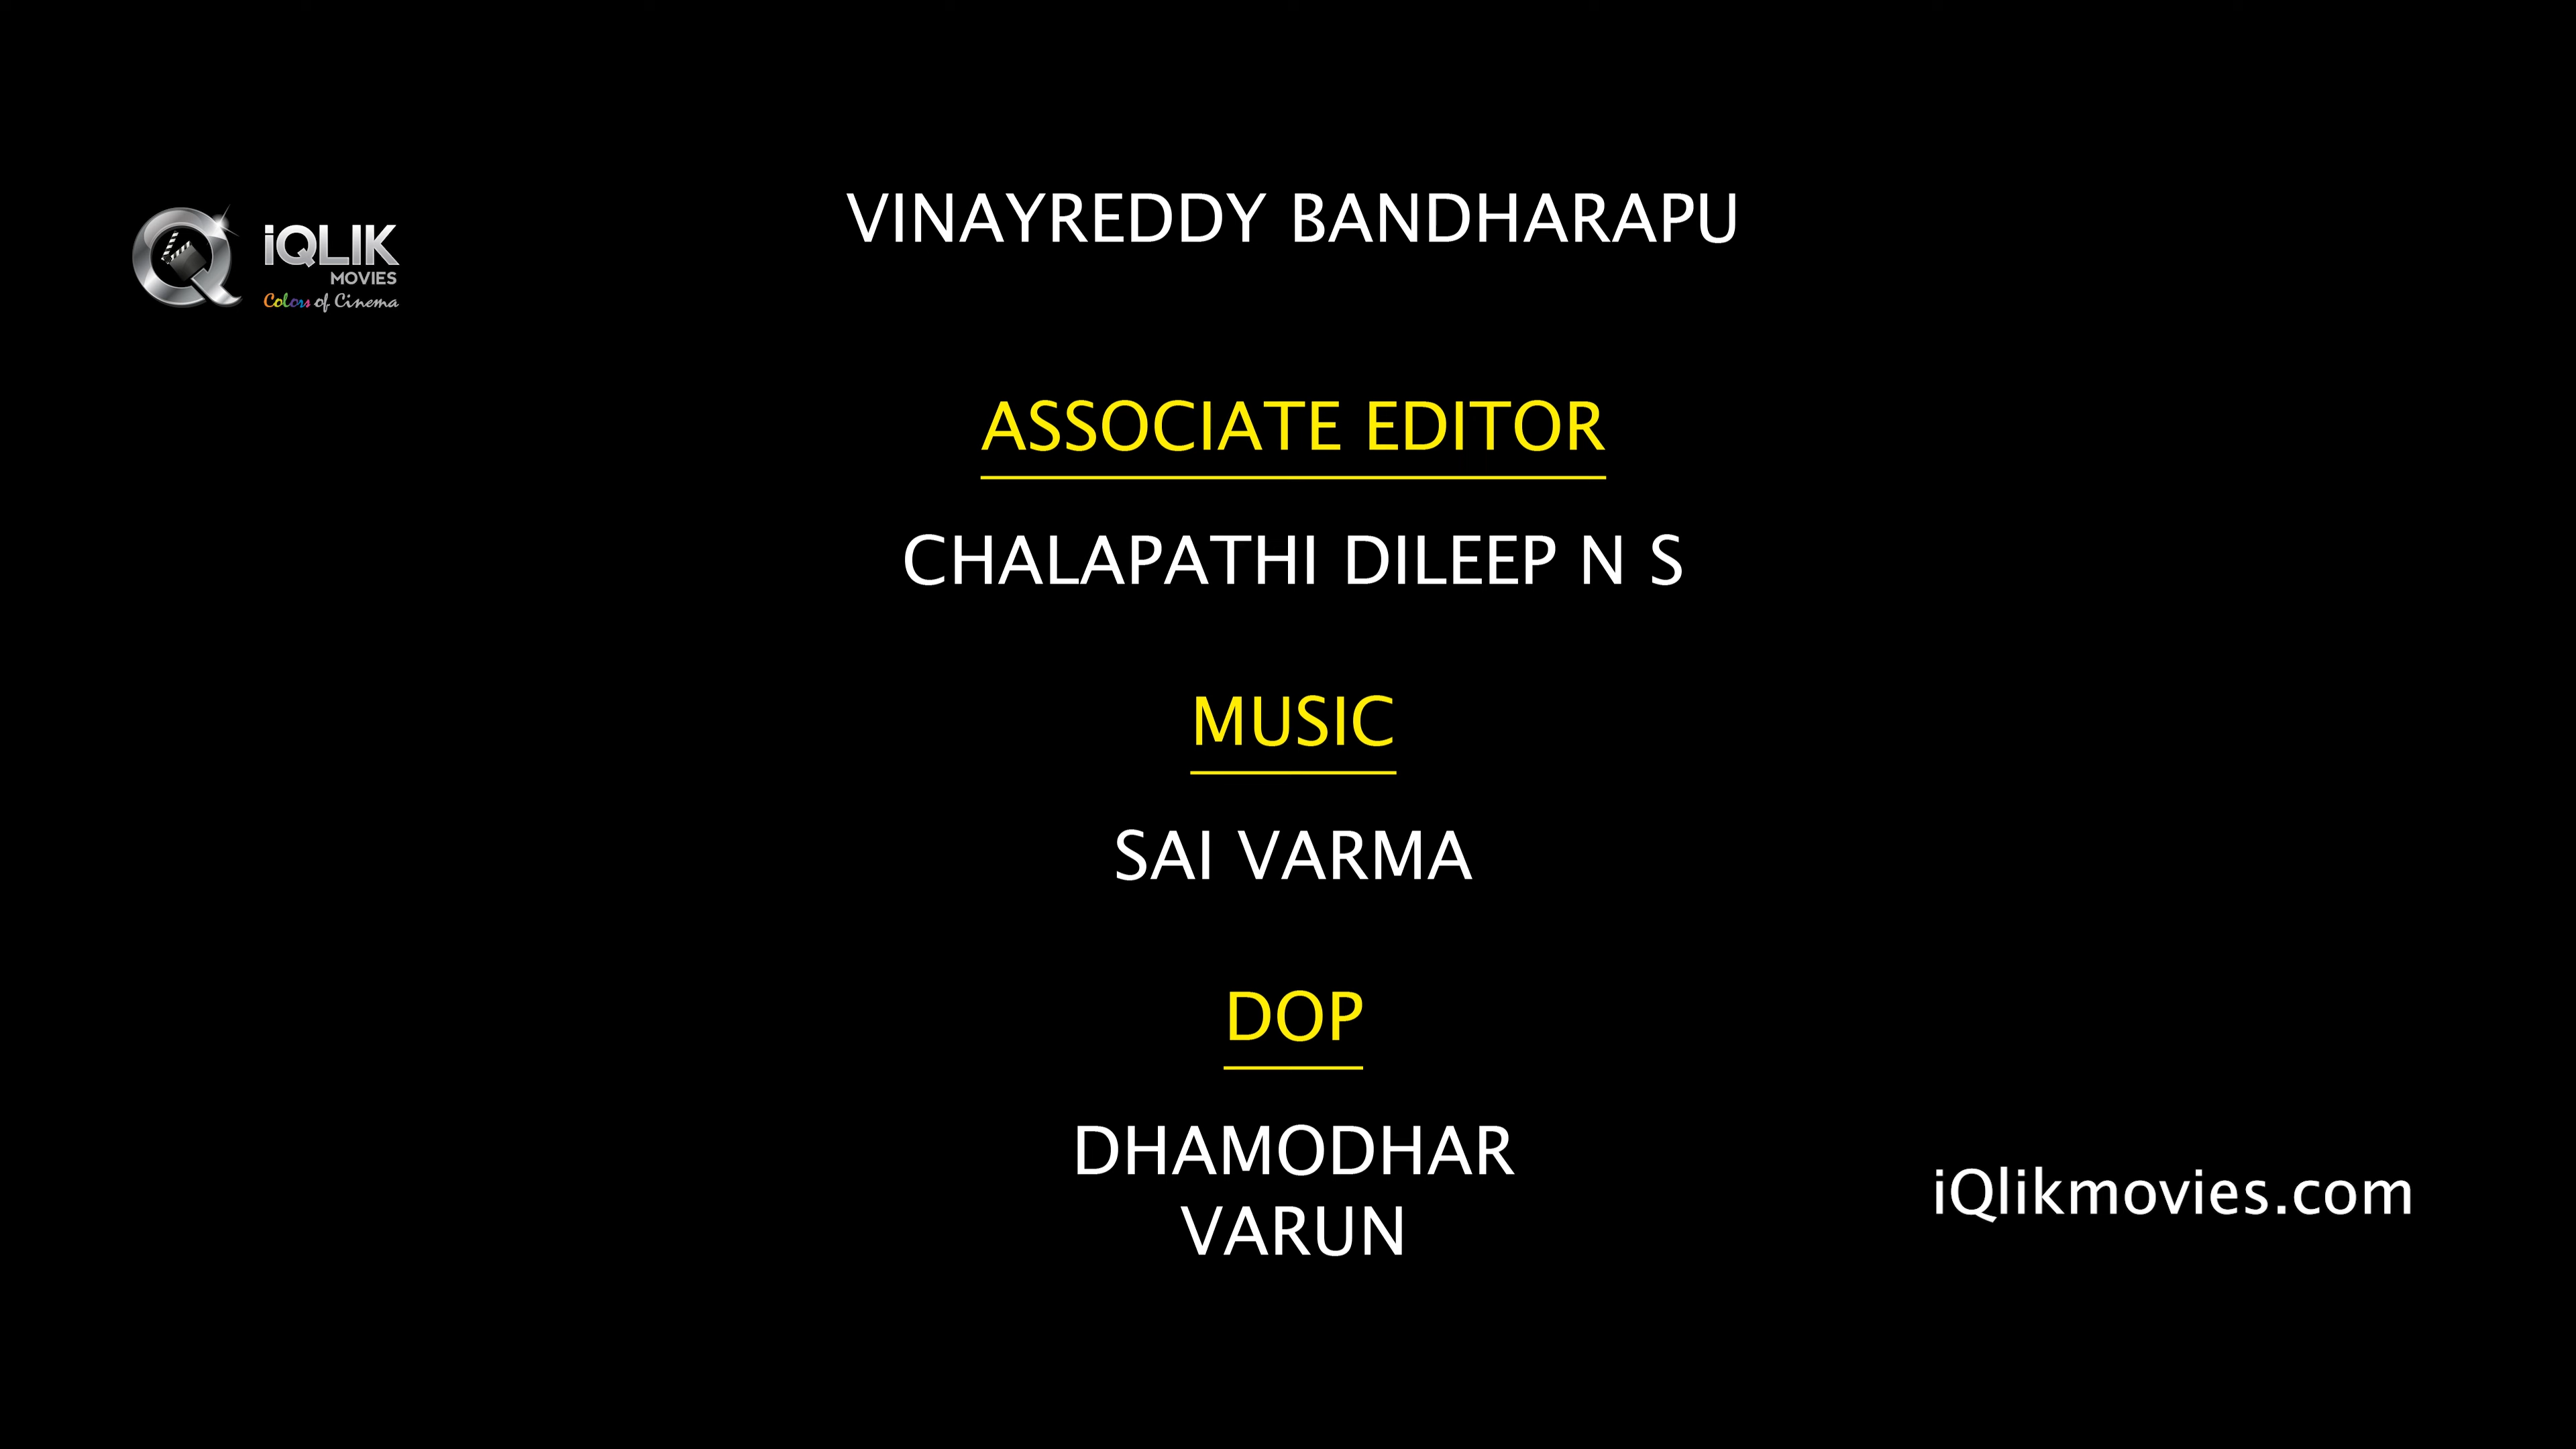 VINAYREDDY BANDHARAPU
iQLIK
MOVIES
Colors of Cinema
ASSOCIATE EDITOR
CHALAPATHI DILEEP N S
MUSIC
SAI VARMA
DOP
DHAMODHAR
VARUN
iQlikmovies.com